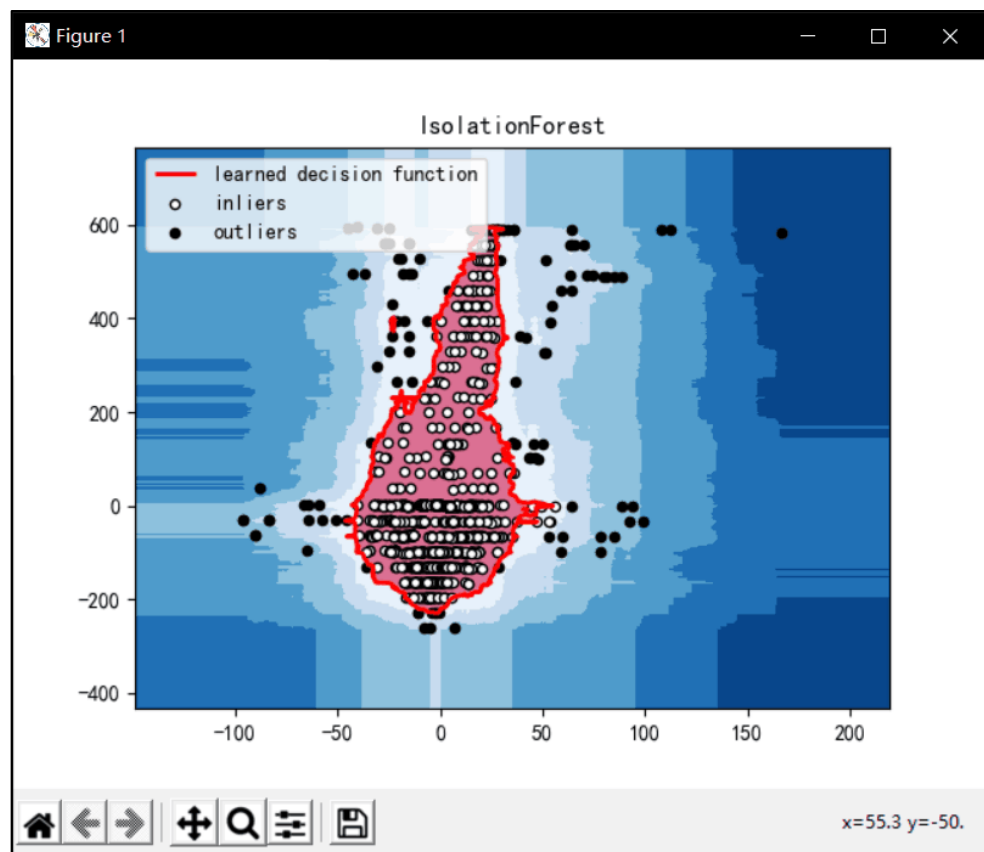 Figure 1
IsolationForest
learned decision function
inliers
outliers
600
400
200
0
−200
−400
−100
−50
0
50
100
150
200
x=55.3 y=-50.